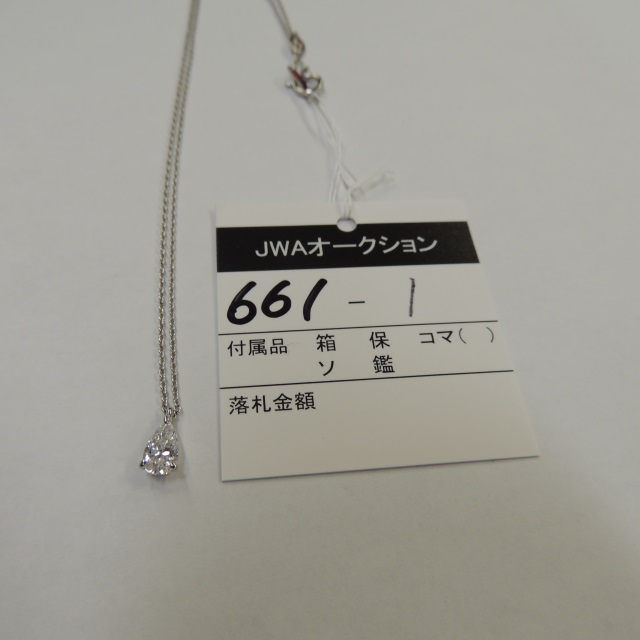 JWAオークション
661 - 1
付属品 箱 保 コマ( )
ソ 鑑
落札金額